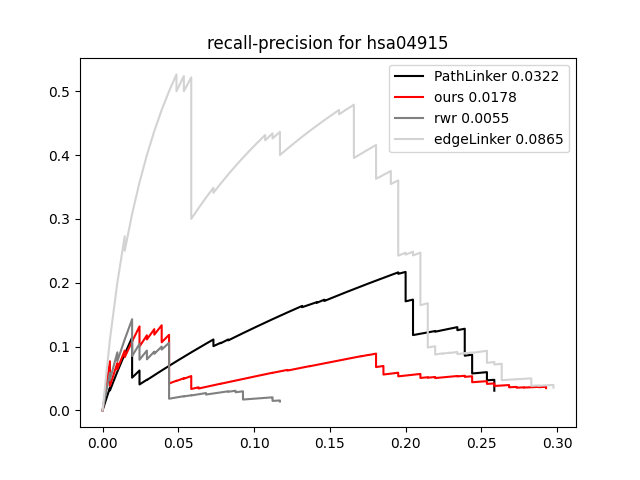 recall-precision for hsa04915
PathLinker 0.0322
ours 0.0178
rwr 0.0055
edgeLinker 0.0865
0.5
0.4
0.3
0.2
0.1
0.0
0.00 0.05 0.10 0.15 0.20 0.25 0.30